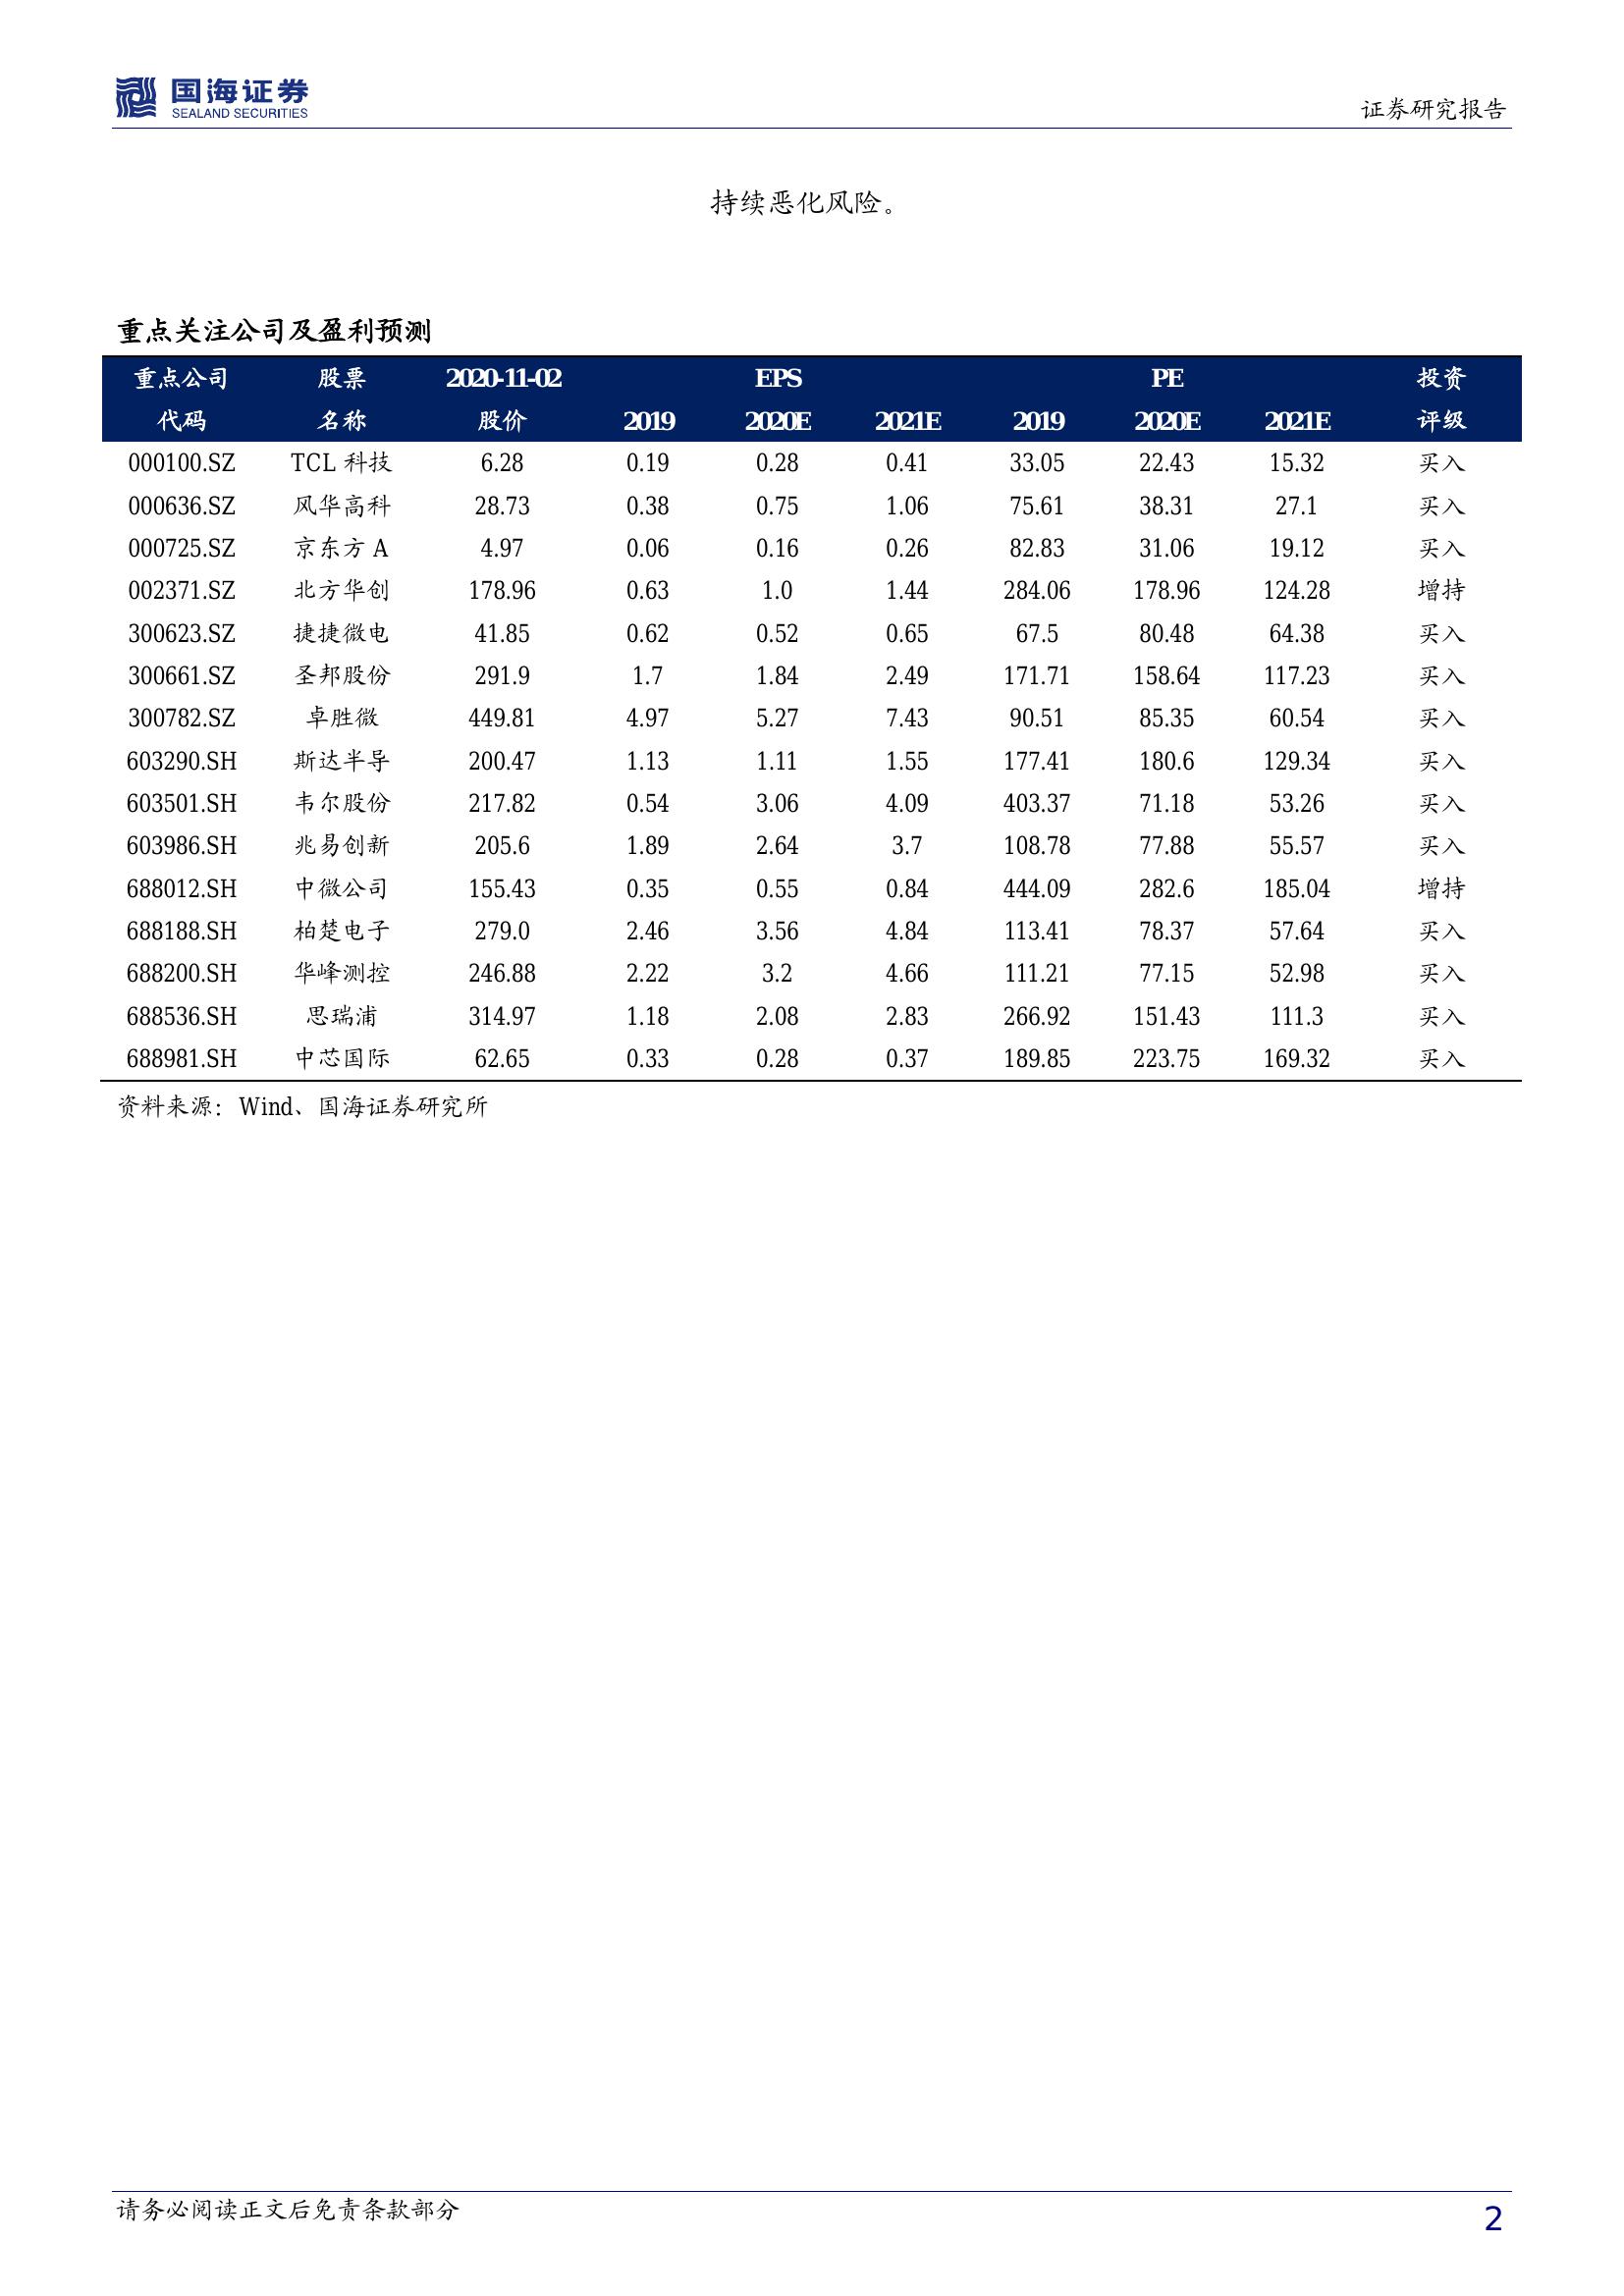 国海证券
SEALAND SECURITIES
证券研究报告
持续恶化风险。
重点关注公司及盈利预测
重点公司 股票 2020-11-02 EPS PE 投资
代码 名称 股价 2019 2020E 2021E 2019 2020E 2021E 评级
000100.SZ TCL 科技 6.28 0.19 0.28 0.41 33.05 22.43 15.32 买入
000636.SZ 风华高科 28.73 0.38 0.75 1.06 75.61 38.31 27.1 买入
000725.SZ 京东方 A 4.97 0.06 0.16 0.26 82.83 31.06 19.12 买入
002371.SZ 北方华创 178.96 0.63 1.0 1.44 284.06 178.96 124.28 增持
300623.SZ 捷捷微电 41.85 0.62 0.52 0.65 67.5 80.48 64.38 买入
300661.SZ 圣邦股份 291.9 1.7 1.84 2.49 171.71 158.64 117.23 买入
300782.SZ 卓胜微 449.81 4.97 5.27 7.43 90.51 85.35 60.54 买入
603290.SH 斯达半导 200.47 1.13 1.11 1.55 177.41 180.6 129.34 买入
603501.SH 韦尔股份 217.82 0.54 3.06 4.09 403.37 71.18 53.26 买入
603986.SH 兆易创新 205.6 1.89 2.64 3.7 108.78 77.88 55.57 买入
688012.SH 中微公司 155.43 0.35 0.55 0.84 444.09 282.6 185.04 增持
688188.SH 柏楚电子 279.0 2.46 3.56 4.84 113.41 78.37 57.64 买入
688200.SH 华峰测控 246.88 2.22 3.2 4.66 111.21 77.15 52.98 买入
688536.SH 思瑞浦 314.97 1.18 2.08 2.83 266.92 151.43 111.3 买入
688981.SH 中芯国际 62.65 0.33 0.28 0.37 189.85 223.75 169.32 买入
资料来源：Wind、国海证券研究所
请务必阅读正文后免责条款部分 2